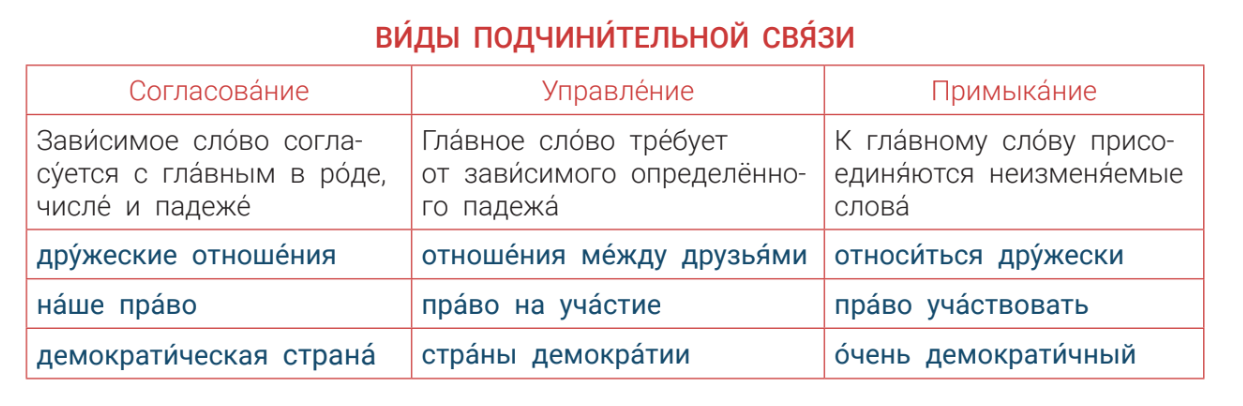 ВИ́ДЫ ПОДЧИНИ́ТЕЛЬНОЙ СВЯ́ЗИ
Согласова́ние
Управле́ние
Примыка́ние
Зави́симое сло́во согла-
су́ется с гла́вным в ро́де,
числе́ и падеже́
Гла́вное сло́во тре́бует
от зави́симого определённо-
го падежа́
К гла́вному сло́ву присо-
единя́ются неизменя́емые
слова́
дру́жеские отноше́ния
отноше́ния ме́жду друзья́ми
относи́ться дру́жески
на́ше пра́во
пра́во на уча́стие
пра́во уча́ствовать
демократи́ческая страна́
стра́ны демокра́тии
о́чень демократи́чный